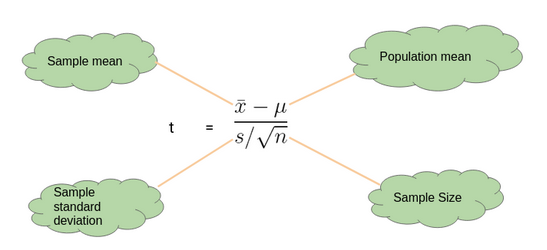 Sample mean
Population mean
t = x̄ − μ / s/√n
Sample
standard
deviation
Sample Size